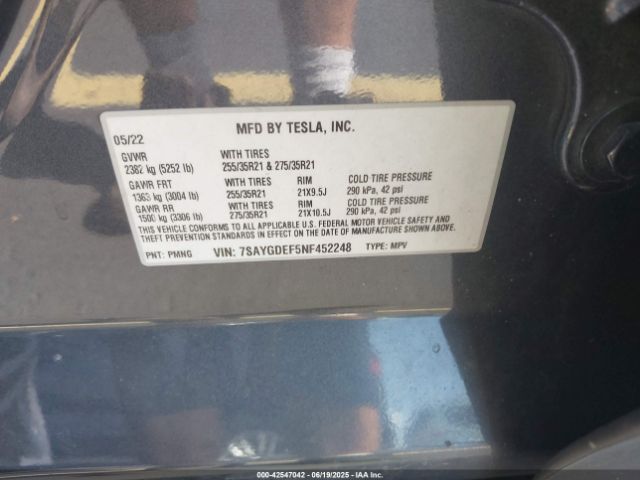 05/22 MFD BY TESLA, INC.
GVWR WITH TIRES
2382 kg (5252 lb) 255/35R21 & 275/35R21
GAWR FRT WITH TIRES RIM COLD TIRE PRESSURE
1363 kg (3004 lb) 255/35R21 21X9.5J 290 kPa, 42 psi
GAWR RR WITH TIRES RIM COLD TIRE PRESSURE
1500 kg (3306 lb) 275/35R21 21X10.5J 290 kPa, 42 psi
THIS VEHICLE CONFORMS TO ALL APPLICABLE FEDERAL MOTOR VEHICLE SAFETY AND
THEFT PREVENTION STANDARDS IN EFFECT ON THE DATE OF MANUFACTURE SHOWN ABOVE.
PNT: PMNG VIN: 7SAYGDEF5NF452248 TYPE: MPV
000-42547042 - 06/19/2025 - IAA Inc.